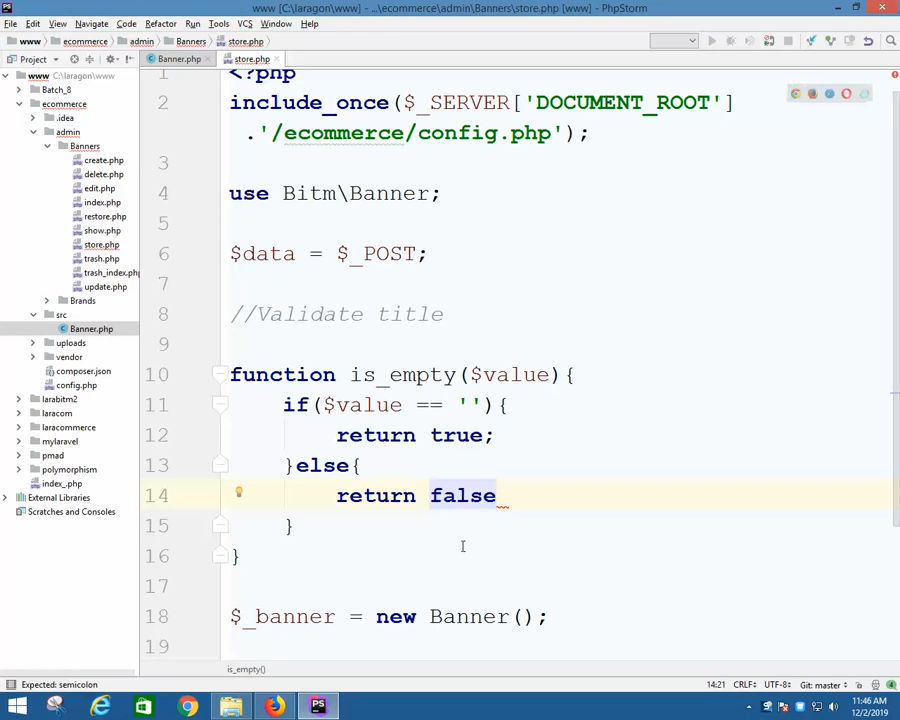 www [C:\laragon\www] - ...\ecommerce\admin\Banners\store.php [www] - PhpStorm
File Edit View Navigate Code Refactor Run Tools VCS Window Help
www ecommerce admin Banners store.php
Project
Banner.php
store.php
www C:\laragon\www
Batch_8
ecommerce
.idea
admin
Banners
create.php
delete.php
edit.php
index.php
restore.php
show.php
store.php
trash.php
trash_index.php
update.php
Brands
src
Banner.php
uploads
vendor
composer.json
config.php
larabitm2
laracom
laracommerce
mylaravel
pmad
polymorphism
index_.php
External Libraries
Scratches and Consoles
1 <?php
2 include_once($_SERVER['DOCUMENT_ROOT']
.'/ecommerce/config.php');
3
4 use Bitm\Banner;
5
6 $data = $_POST;
7
8 //Validate title
9
10 function is_empty($value){
11 if($value == ''){
12 return true;
13 }else{
14 return false
15 }
16 }
17
18 $_banner = new Banner();
19
is_empty()
Expected: semicolon
14:21 CRLF UTF-8 Git: master
11:46 AM
12/2/2019